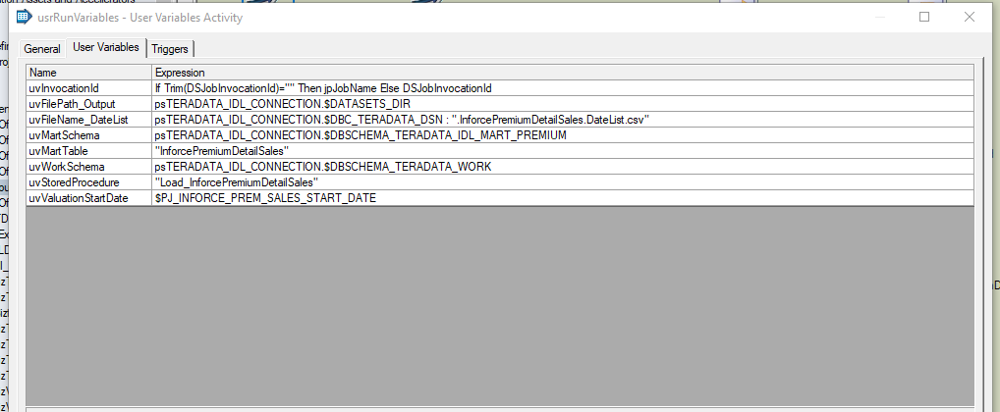 usrRunVariables - User Variables Activity
General User Variables Triggers
Name Expression
uvInvocationId If Trim(DSJobInvocationId)="" Then jpJobName Else DSJobInvocationId
uvFilePath_Output psTERADATA_IDL_CONNECTION.$DATASETS_DIR
uvFileName_DateList psTERADATA_IDL_CONNECTION.$DBC_TERADATA_DSN : ".InforcePremiumDetailSales.DateList.csv"
uvMartSchema psTERADATA_IDL_CONNECTION.$DBSCHEMA_TERADATA_IDL_MART_PREMIUM
uvMartTable "InforcePremiumDetailSales"
uvWorkSchema psTERADATA_IDL_CONNECTION.$DBSCHEMA_TERADATA_WORK
uvStoredProcedure "Load_InforcePremiumDetailSales"
uvValuationStartDate $PJ_INFORCE_PREM_SALES_START_DATE